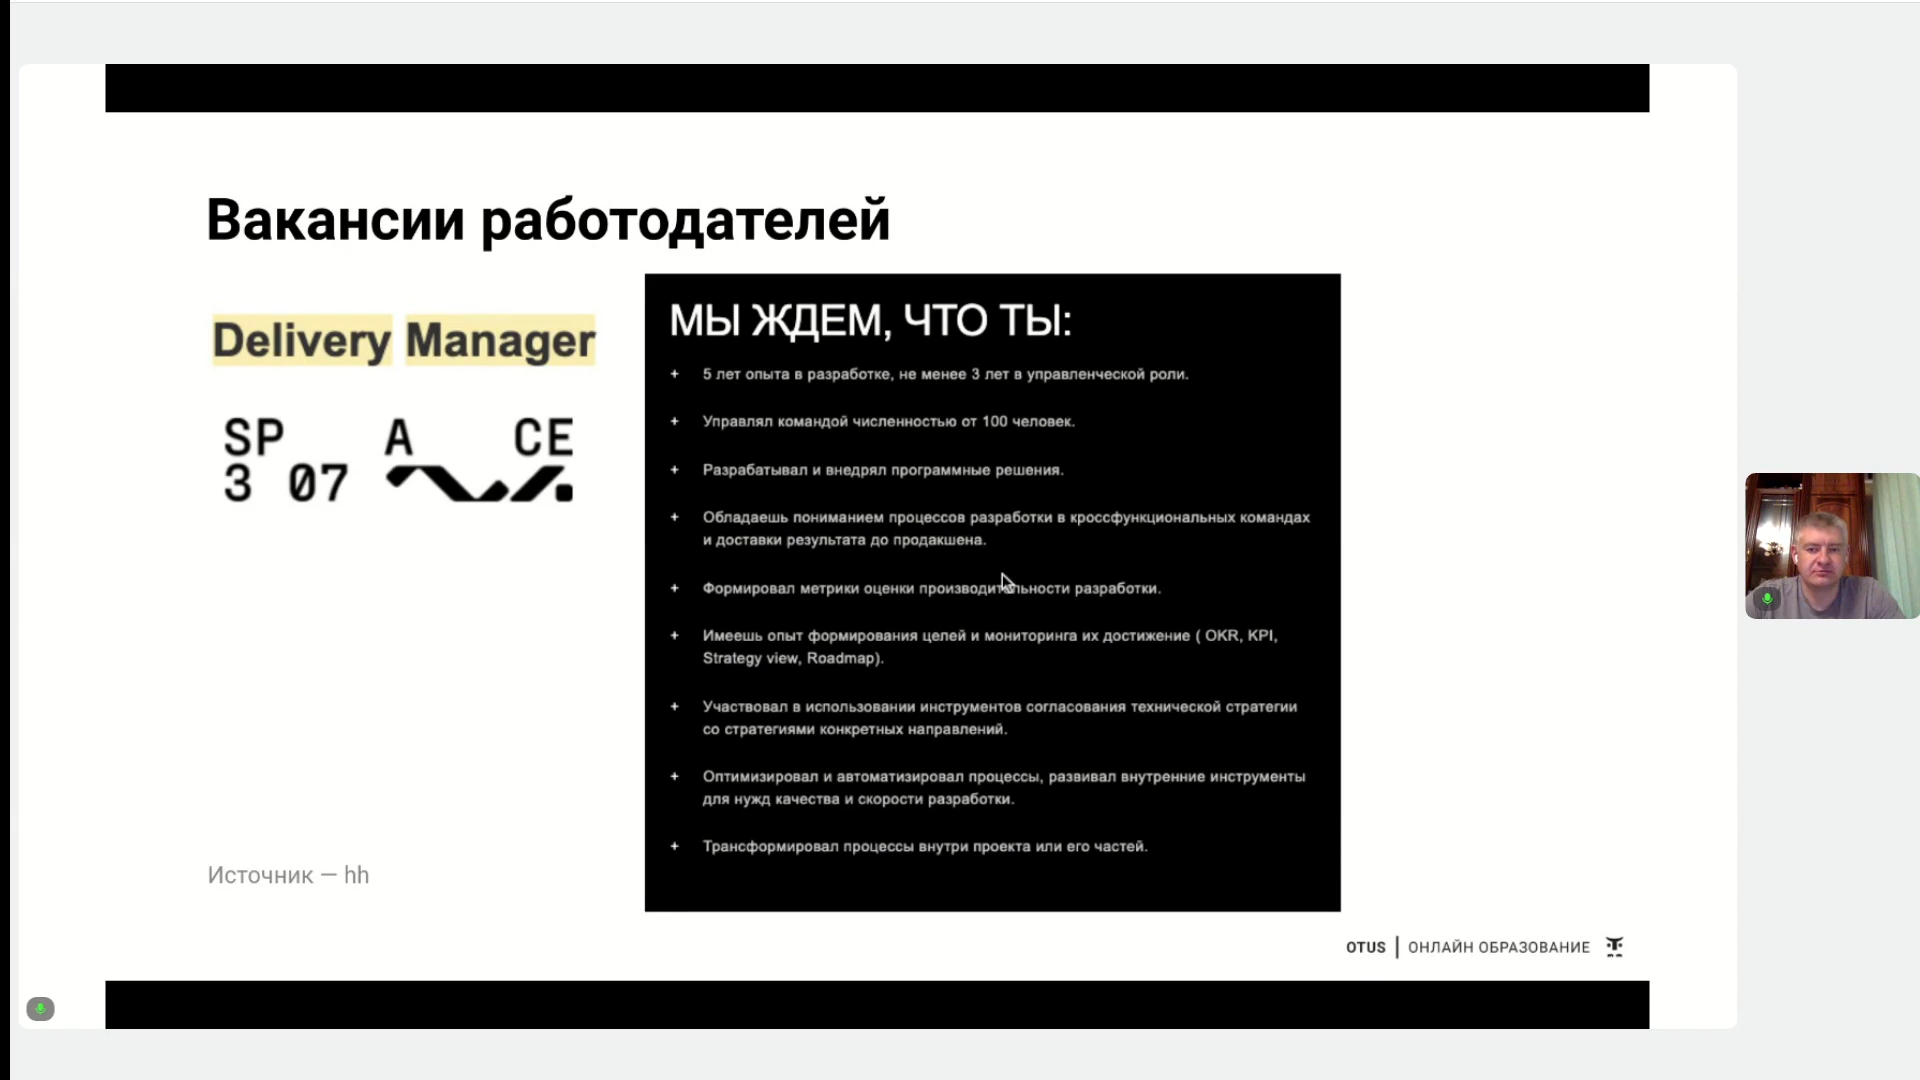 Вакансии работодателей
Delivery Manager
SP A CE
3 07
МЫ ЖДЕМ, ЧТО ТЫ:
+ 5 лет опыта в разработке, не менее 3 лет в управленческой роли.
+ Управлял командой численностью от 100 человек.
+ Разрабатывал и внедрял программные решения.
+ Обладаешь пониманием процессов разработки в кроссфункциональных командах
и доставки результата до продакшена.
+ Формировал метрики оценки производительности разработки.
+ Имеешь опыт формирования целей и мониторинга их достижение ( OKR, KPI,
Strategy view, Roadmap).
+ Участвовал в использовании инструментов согласования технической стратегии
со стратегиями конкретных направлений.
+ Оптимизировал и автоматизировал процессы, развивал внутренние инструменты
для нужд качества и скорости разработки.
+ Трансформировал процессы внутри проекта или его частей.
Источник — hh
OTUS | ОНЛАЙН ОБРАЗОВАНИЕ